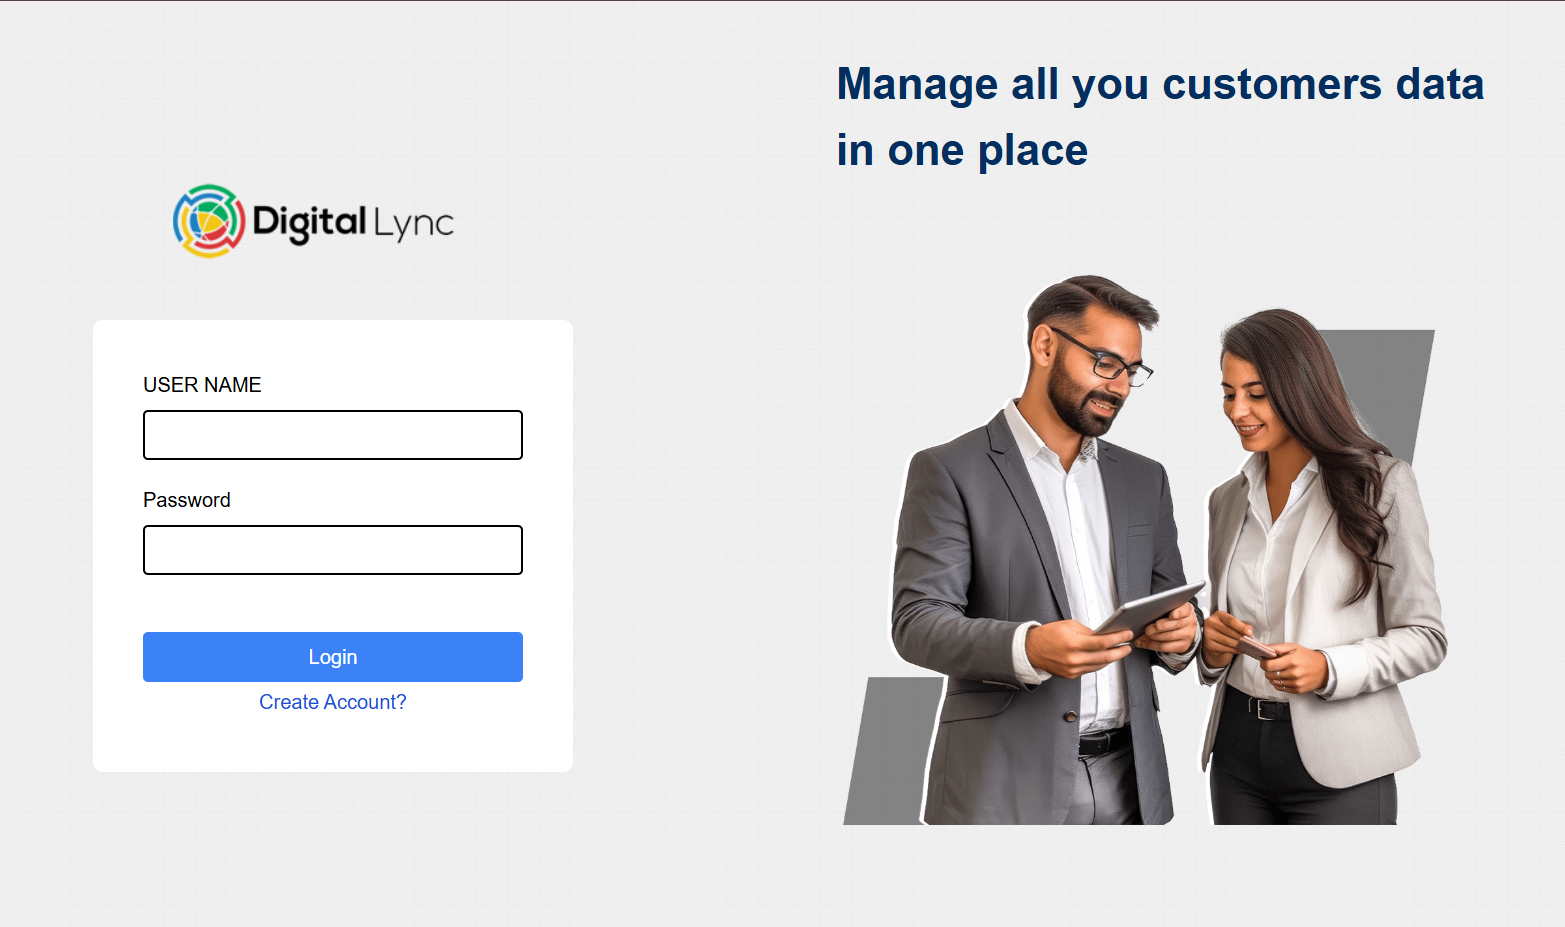 Manage all you customers data
in one place
Digital Lync
USER NAME
Password
Login
Create Account?